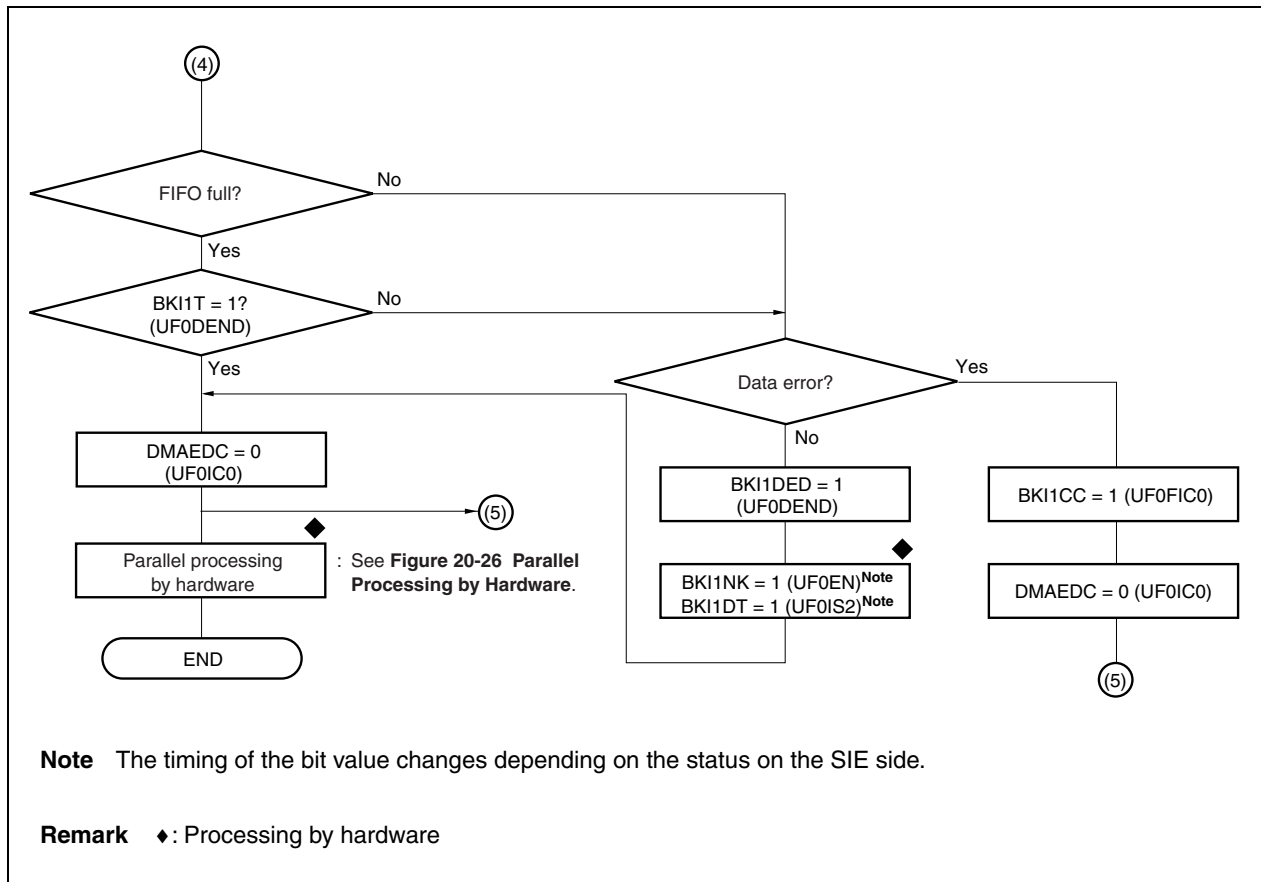 (4)
FIFO full?
No
Yes
BKI1T = 1?
(UF0DEND)
No
Yes
Data error?
Yes
No
DMAEDC = 0
(UF0IC0)
BKI1DED = 1
(UF0DEND)
BKI1CC = 1 (UF0FIC0)
(5)
Parallel processing
by hardware
: See Figure 20-26 Parallel
Processing by Hardware.
BKI1NK = 1 (UF0EN)Note
BKI1DT = 1 (UF0IS2)Note
DMAEDC = 0 (UF0IC0)
END
(5)
Note The timing of the bit value changes depending on the status on the SIE side.
Remark ♦: Processing by hardware